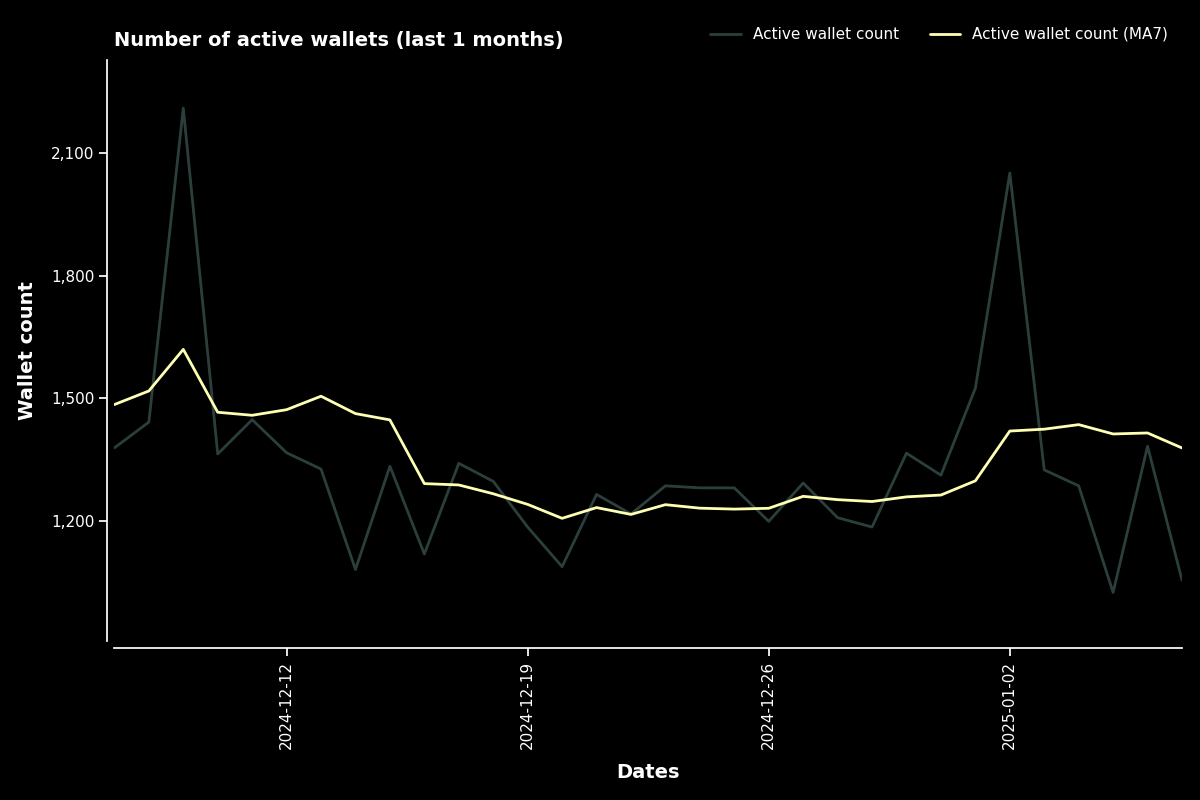 Number of active wallets (last 1 months)
Active wallet count
Active wallet count (MA7)
Wallet count
2,100
1,800
1,500
1,200
2024-12-12
2024-12-19
2024-12-26
2025-01-02
Dates